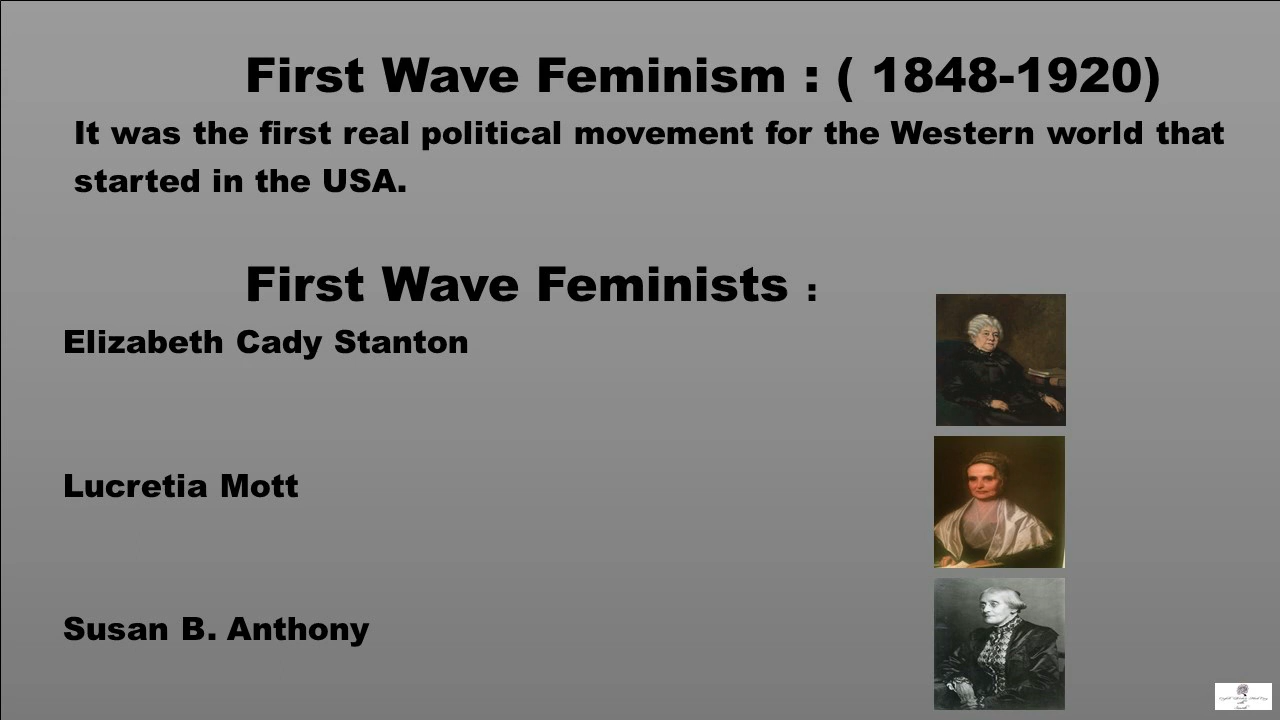 First Wave Feminism : ( 1848-1920)
It was the first real political movement for the Western world that
started in the USA.
First Wave Feminists :
Elizabeth Cady Stanton
Lucretia Mott
Susan B. Anthony